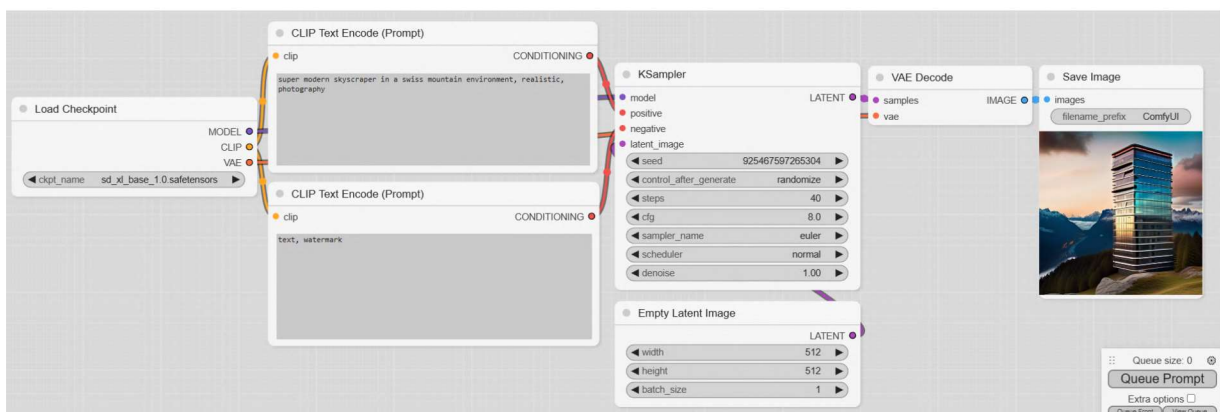 Load Checkpoint
MODEL
CLIP
VAE
ckpt_name sd_xl_base_1.0.safetensors
CLIP Text Encode (Prompt)
clip CONDITIONING
super modern skyscraper in a swiss mountain environment, realistic,
photography
CLIP Text Encode (Prompt)
clip CONDITIONING
text, watermark
KSampler
model LATENT
positive
negative
latent_image
seed 925467597265304
control_after_generate randomize
steps 40
cfg 8.0
sampler_name euler
scheduler normal
denoise 1.00
Empty Latent Image
LATENT
width 512
height 512
batch_size 1
VAE Decode
samples IMAGE
vae
Save Image
images
filename_prefix ComfyUI
Queue size: 0
Queue Prompt
Extra options
Queue Front View Queue